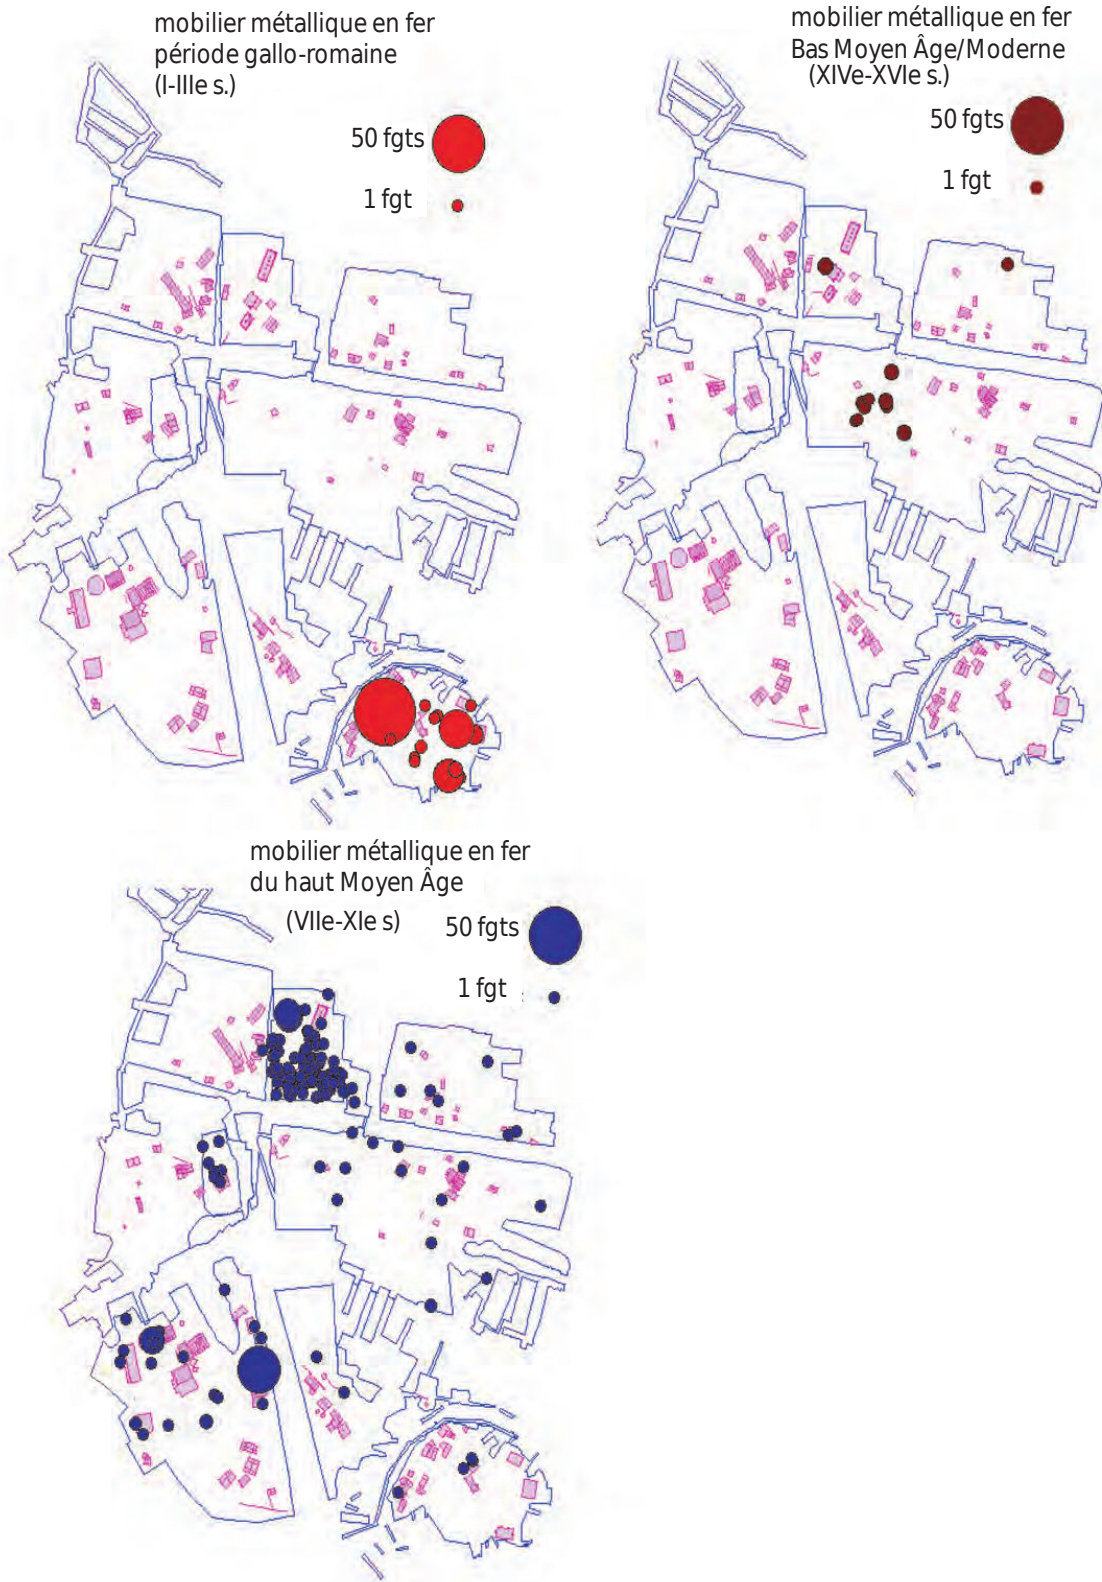 mobilier métallique en fer
période gallo-romaine
(I-IIIe s.)
50 fgts
1 fgt
mobilier métallique en fer
Bas Moyen Âge/Moderne
(XIVe-XVIe s.)
50 fgts
1 fgt
mobilier métallique en fer
du haut Moyen Âge
(VIIe-XIe s)
50 fgts
1 fgt